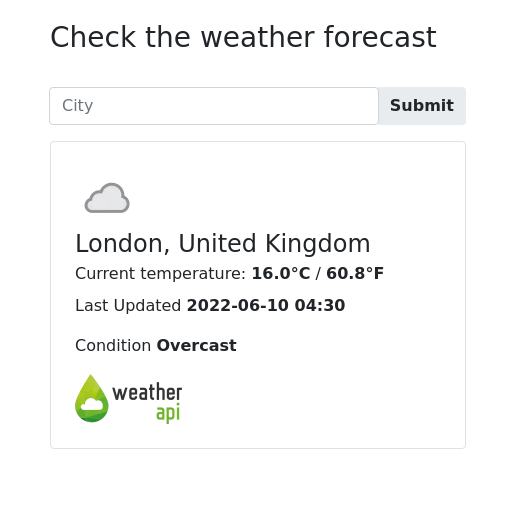 Check the weather forecast
City
Submit
London, United Kingdom
Current temperature: 16.0°C / 60.8°F
Last Updated 2022-06-10 04:30
Condition Overcast
weather
api